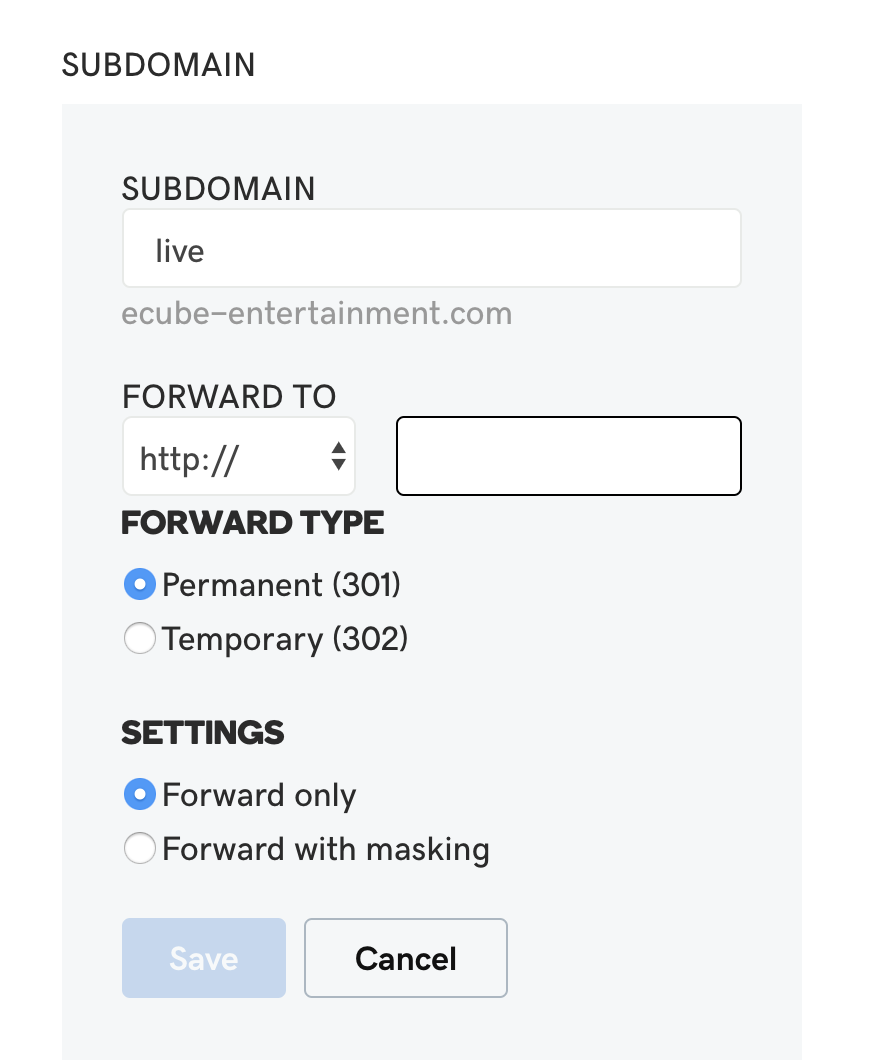 SUBDOMAIN
SUBDOMAIN
live
ecube-entertainment.com
FORWARD TO
http://
FORWARD TYPE
Permanent (301)
Temporary (302)
SETTINGS
Forward only
Forward with masking
Save Cancel